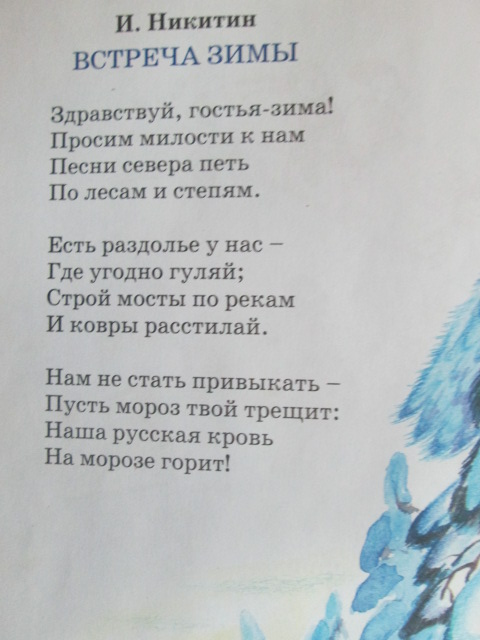 И. Никитин
ВСТРЕЧА ЗИМЫ
Здравствуй, гостья-зима!
Просим милости к нам
Песни севера петь
По лесам и степям.
Есть раздолье у нас –
Где угодно гуляй;
Строй мосты по рекам
И ковры расстилай.
Нам не стать привыкать –
Пусть мороз твой трещит:
Наша русская кровь
На морозе горит!